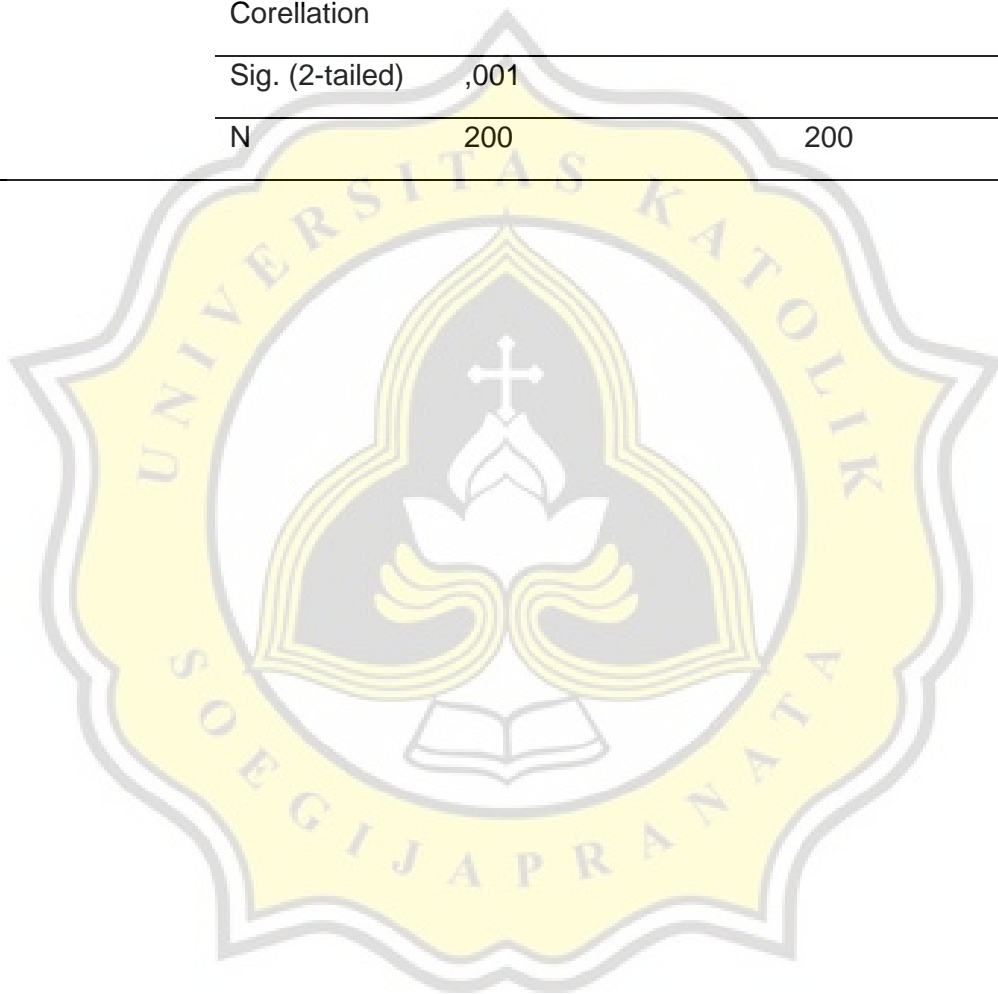 Corellation
Sig. (2-tailed) ,001
N 200 200
UNIVERSITAS KATOLIK
SOEGIJAPRANATA